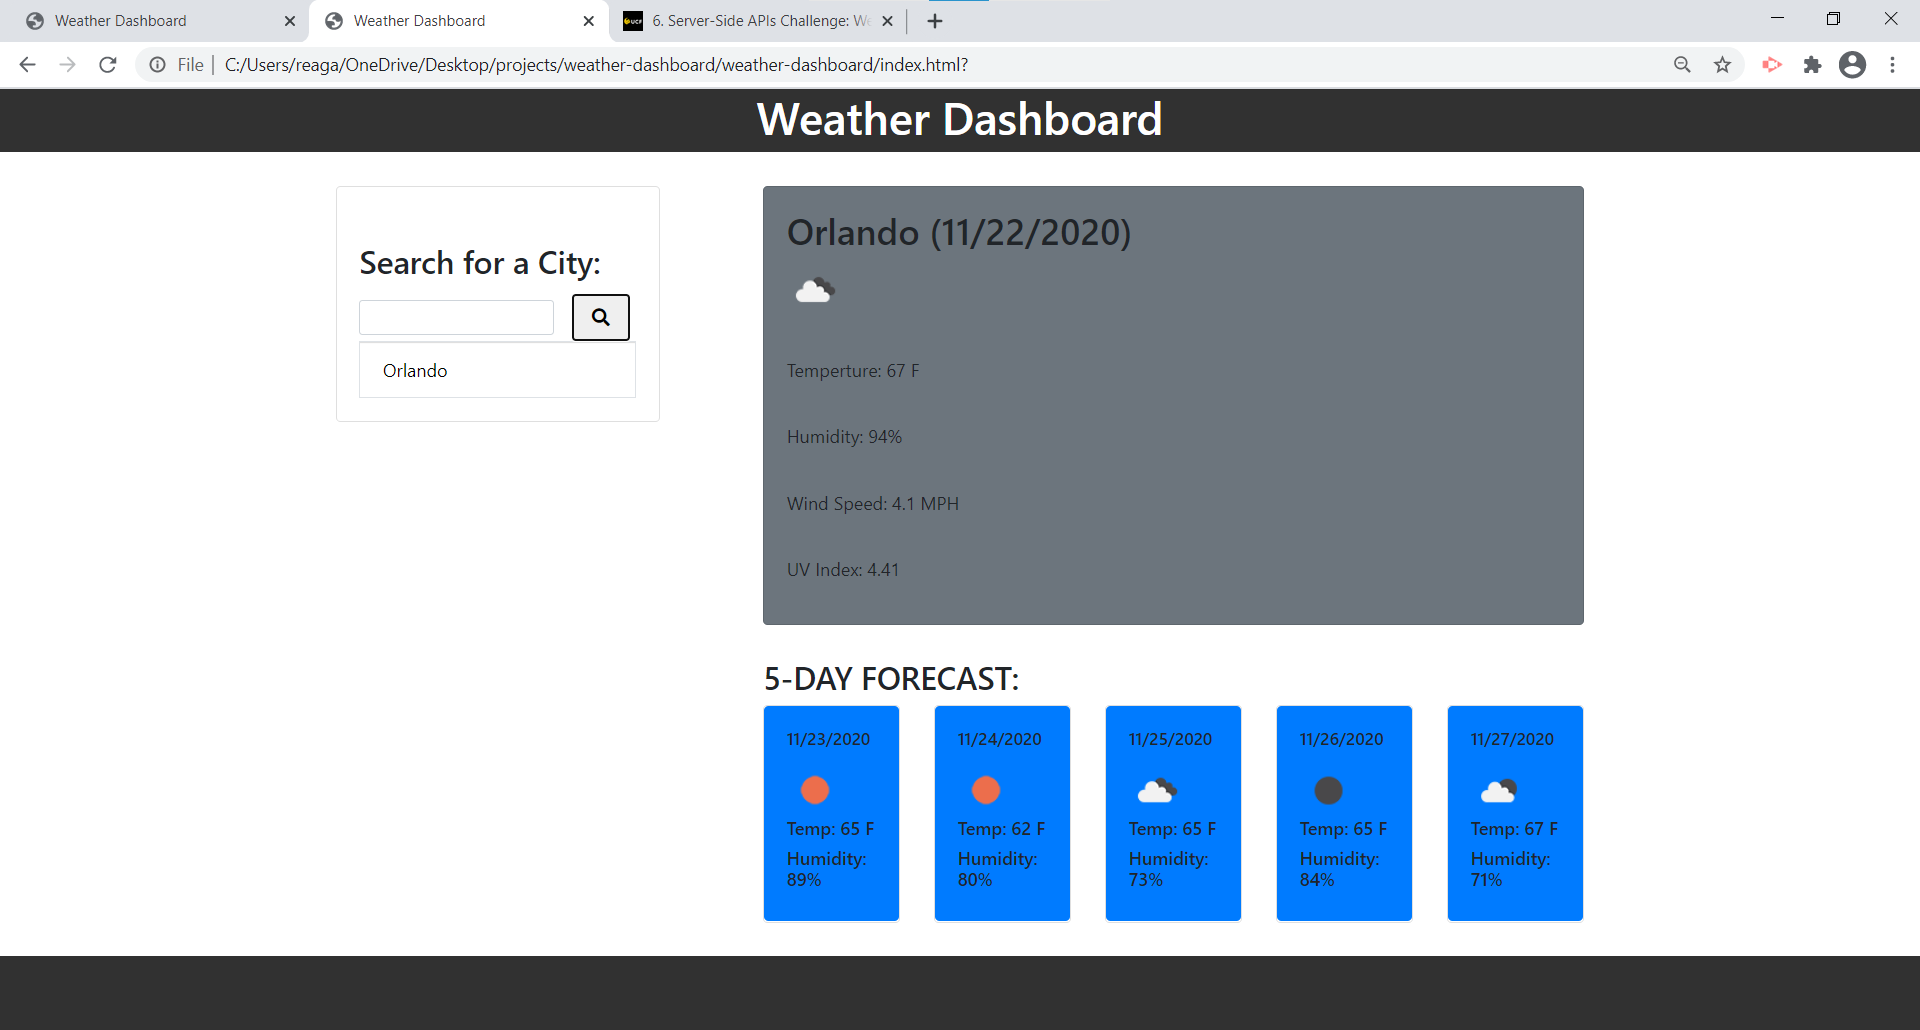 Weather Dashboard
Weather Dashboard
UCF 6. Server-Side APIs Challenge: We
File
C:/Users/reaga/OneDrive/Desktop/projects/weather-dashboard/weather-dashboard/index.html?
Weather Dashboard
Search for a City:
Orlando
Orlando (11/22/2020)
Temperture: 67 F
Humidity: 94%
Wind Speed: 4.1 MPH
UV Index: 4.41
5-DAY FORECAST:
11/23/2020
Temp: 65 F
Humidity:
89%
11/24/2020
Temp: 62 F
Humidity:
80%
11/25/2020
Temp: 65 F
Humidity:
73%
11/26/2020
Temp: 65 F
Humidity:
84%
11/27/2020
Temp: 67 F
Humidity:
71%